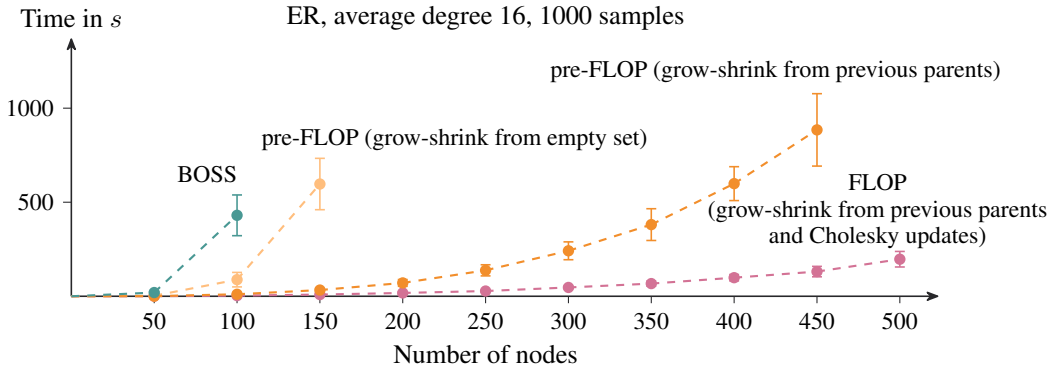 Time in s
ER, average degree 16, 1000 samples
pre-FLOP (grow-shrink from previous parents)
1000
pre-FLOP (grow-shrink from empty set)
BOSS
FLOP
(grow-shrink from previous parents
and Cholesky updates)
500
50 100 150 200 250 300 350 400 450 500
Number of nodes